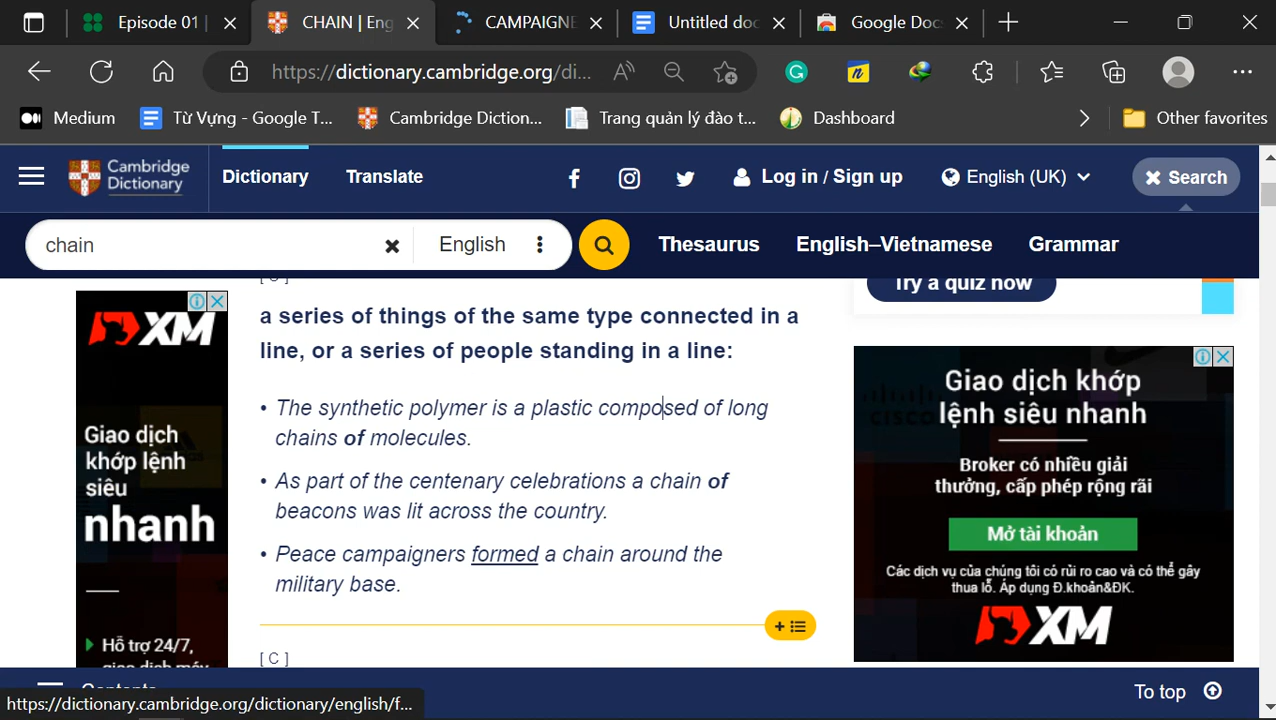 Episode 01 |
CHAIN | Eng
CAMPAIGNE
Untitled doc
Google Docs
https://dictionary.cambridge.org/di...
Medium
Từ Vựng - Google T...
Cambridge Diction...
Trang quản lý đào t...
Dashboard
Other favorites
Cambridge
Dictionary
Dictionary
Translate
Log in / Sign up
English (UK)
Search
chain
English
Thesaurus
English–Vietnamese
Grammar
Try a quiz now
XM
Giao dịch
khớp lệnh
siêu
nhanh
Hỗ trợ 24/7,
giao dịch máy
a series of things of the same type connected in a
line, or a series of people standing in a line:
• The synthetic polymer is a plastic composed of long
chains of molecules.
• As part of the centenary celebrations a chain of
beacons was lit across the country.
• Peace campaigners formed a chain around the
military base.
[ C ]
Giao dịch khớp
lệnh siêu nhanh
Broker có nhiều giải
thưởng, cấp phép rộng rãi
Mở tài khoản
Các dịch vụ của chúng tôi có rủi ro cao và có thể gây
thua lỗ. Áp dụng Đ.khoản&ĐK.
XM
Contents
To top
https://dictionary.cambridge.org/dictionary/english/f...